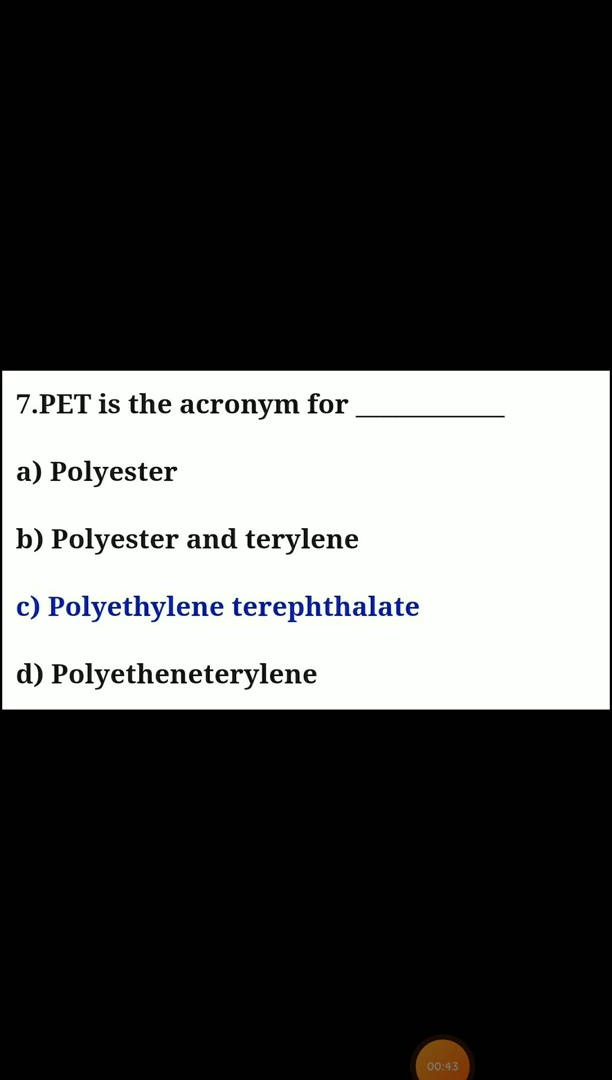 7.PET is the acronym for ____________
a) Polyester
b) Polyester and terylene
c) Polyethylene terephthalate
d) Polyetheneterylene
00:43